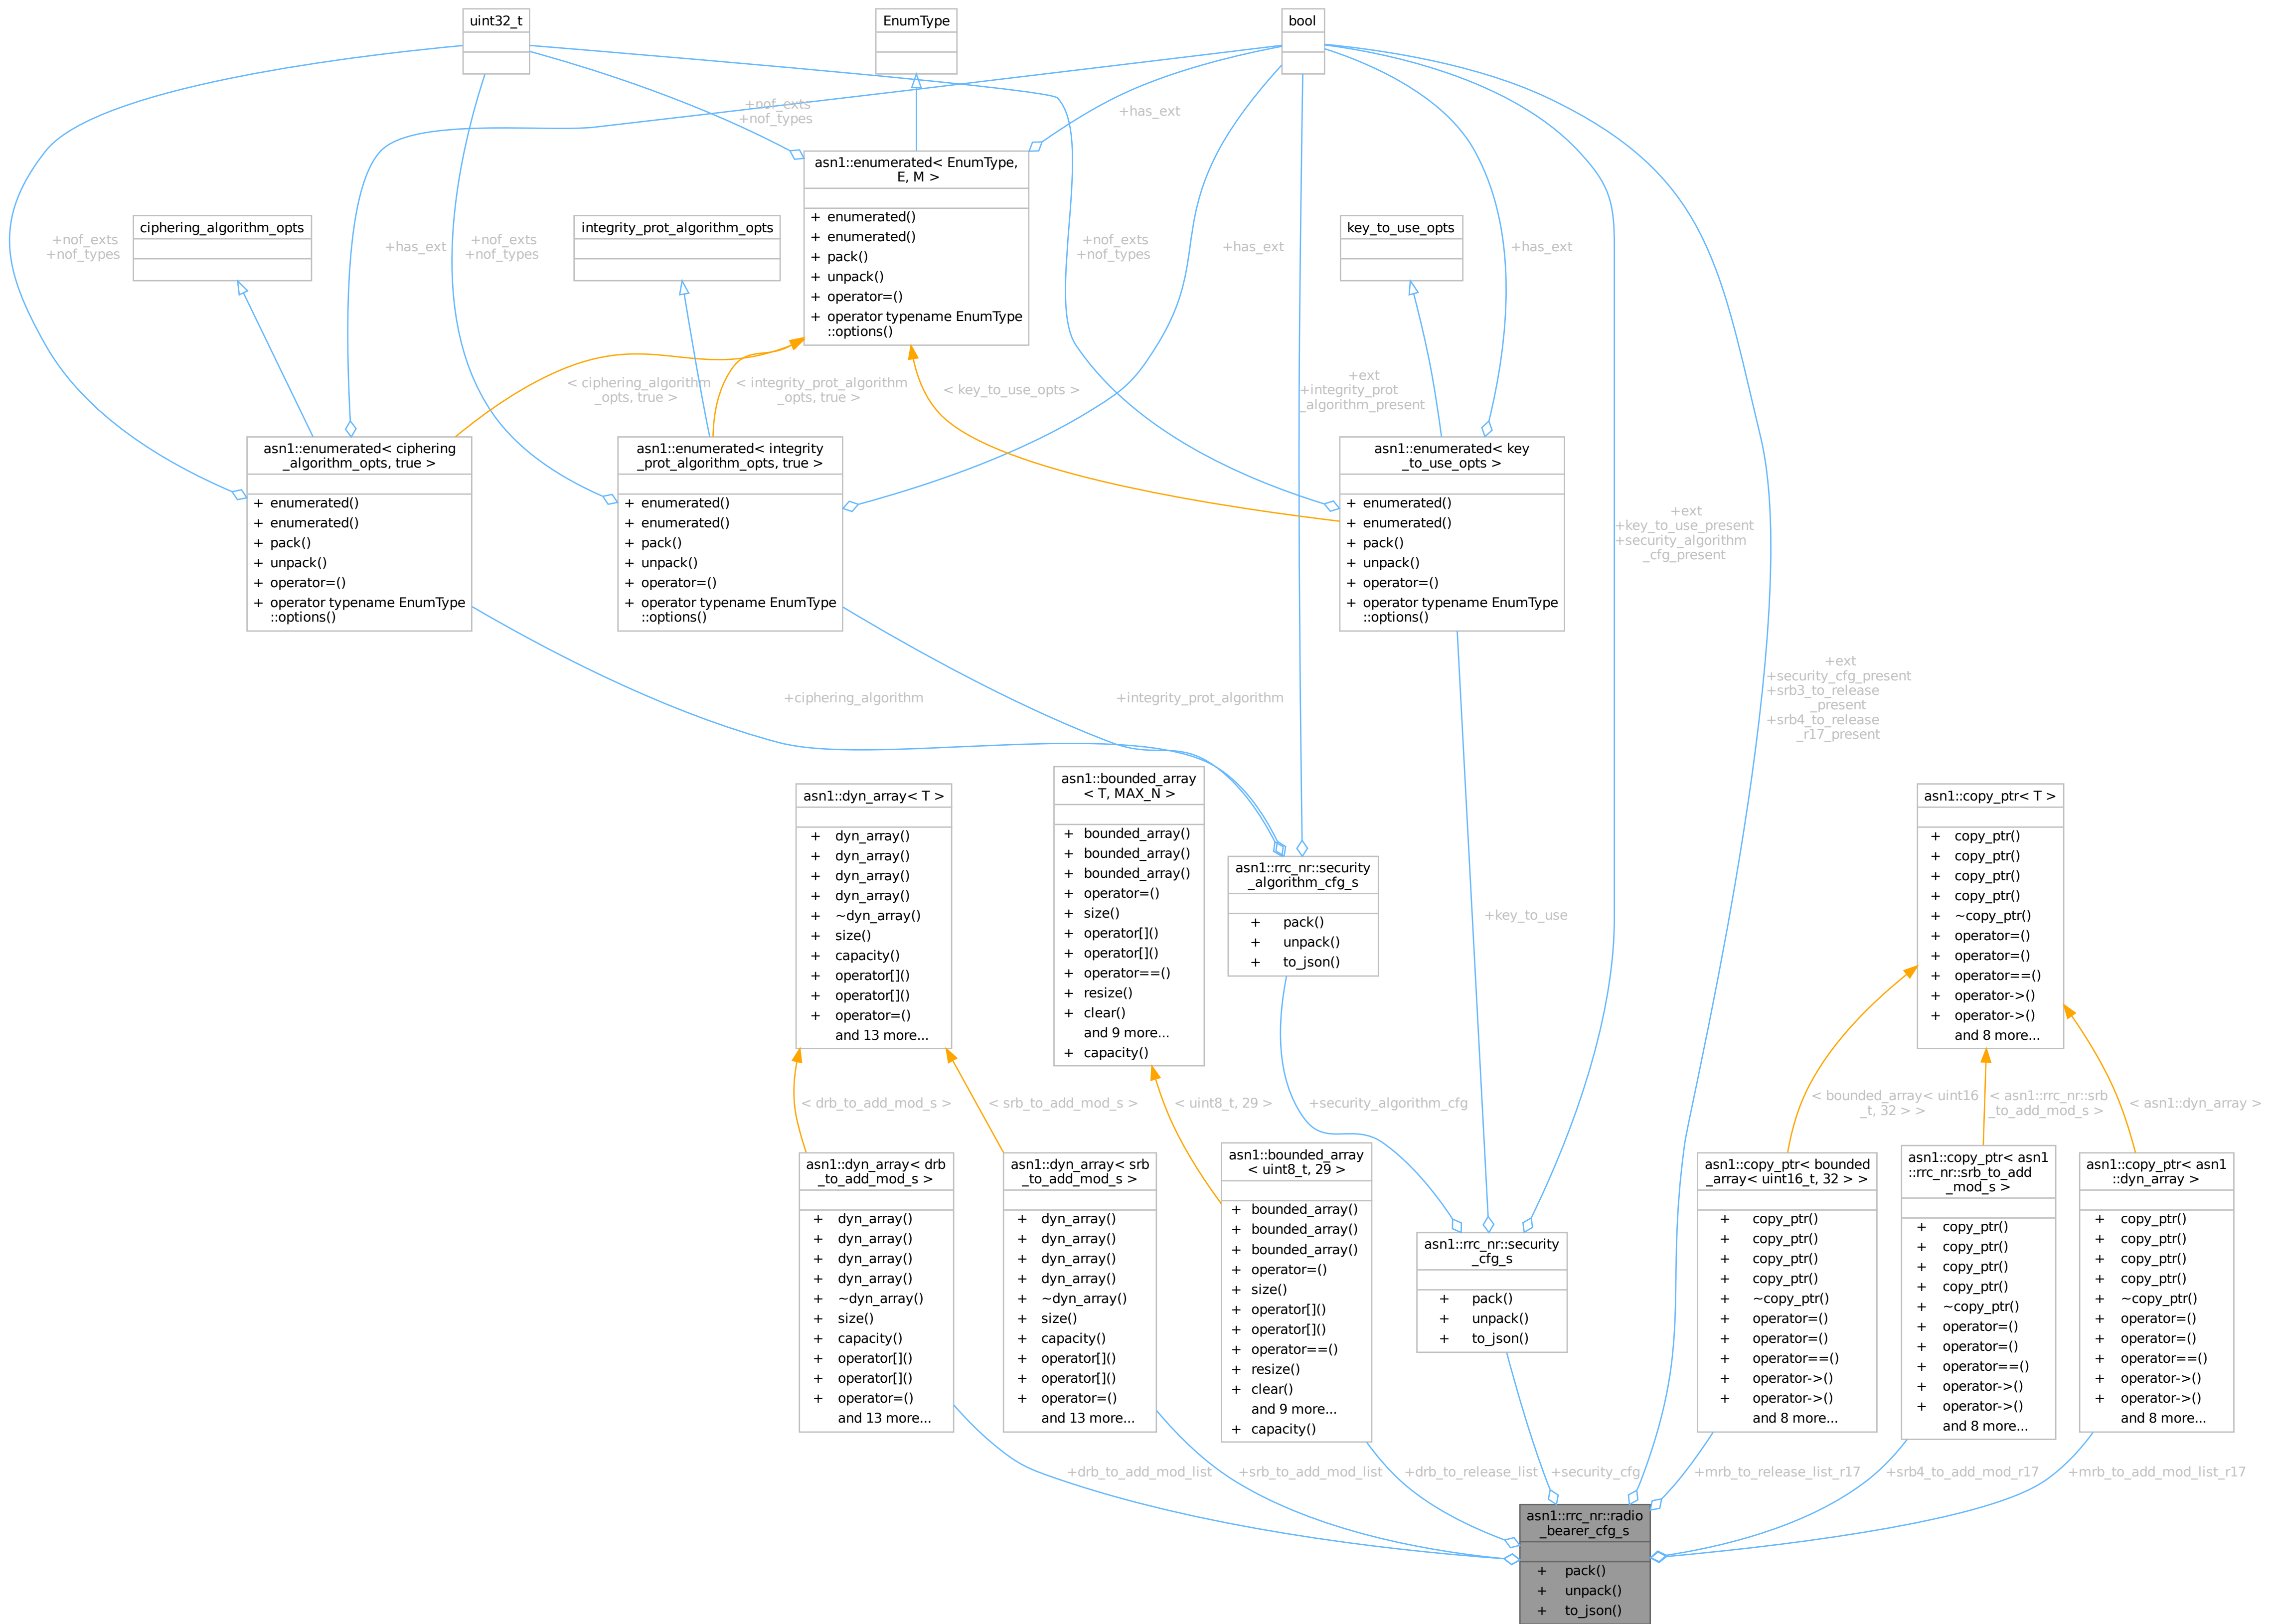 uint32_t
EnumType
bool
+nof_exts
+nof_types
+has_ext
asn1::enumerated< EnumType,
E, M >
+ enumerated()
+ enumerated()
+ pack()
+ unpack()
+ operator=()
+ operator typename EnumType
::options()
ciphering_algorithm_opts
integrity_prot_algorithm_opts
key_to_use_opts
+nof_exts
+nof_types
+has_ext
+nof_exts
+nof_types
+nof_exts
+nof_types
+has_ext
+has_ext
< ciphering_algorithm
_opts, true >
< integrity_prot_algorithm
_opts, true >
< key_to_use_opts >
+ext
+integrity_prot
_algorithm_present
asn1::enumerated< ciphering
_algorithm_opts, true >
+ enumerated()
+ enumerated()
+ pack()
+ unpack()
+ operator=()
+ operator typename EnumType
::options()
asn1::enumerated< integrity
_prot_algorithm_opts, true >
+ enumerated()
+ enumerated()
+ pack()
+ unpack()
+ operator=()
+ operator typename EnumType
::options()
asn1::enumerated< key
_to_use_opts >
+ enumerated()
+ enumerated()
+ pack()
+ unpack()
+ operator=()
+ operator typename EnumType
::options()
+ext
+key_to_use_present
+security_algorithm
_cfg_present
+ext
+security_cfg_present
+srb3_to_release
_present
+srb4_to_release
_r17_present
+ciphering_algorithm
+integrity_prot_algorithm
asn1::dyn_array< T >
+ dyn_array()
+ dyn_array()
+ dyn_array()
+ dyn_array()
+ ~dyn_array()
+ size()
+ capacity()
+ operator[]()
+ operator[]()
+ operator=()
and 13 more...
asn1::bounded_array
< T, MAX_N >
+ bounded_array()
+ bounded_array()
+ bounded_array()
+ operator=()
+ size()
+ operator[]()
+ operator[]()
+ operator==()
+ resize()
+ clear()
and 9 more...
+ capacity()
asn1::rrc_nr::security
_algorithm_cfg_s
+ pack()
+ unpack()
+ to_json()
+key_to_use
asn1::copy_ptr< T >
+ copy_ptr()
+ copy_ptr()
+ copy_ptr()
+ copy_ptr()
+ ~copy_ptr()
+ operator=()
+ operator=()
+ operator==()
+ operator->()
+ operator->()
and 8 more...
< drb_to_add_mod_s >
< srb_to_add_mod_s >
< uint8_t, 29 >
+security_algorithm_cfg
< bounded_array< uint16
_t, 32 > >
< asn1::rrc_nr::srb
_to_add_mod_s >
< asn1::dyn_array >
asn1::dyn_array< drb
_to_add_mod_s >
+ dyn_array()
+ dyn_array()
+ dyn_array()
+ dyn_array()
+ ~dyn_array()
+ size()
+ capacity()
+ operator[]()
+ operator[]()
+ operator=()
and 13 more...
asn1::dyn_array< srb
_to_add_mod_s >
+ dyn_array()
+ dyn_array()
+ dyn_array()
+ dyn_array()
+ ~dyn_array()
+ size()
+ capacity()
+ operator[]()
+ operator[]()
+ operator=()
and 13 more...
asn1::bounded_array
< uint8_t, 29 >
+ bounded_array()
+ bounded_array()
+ bounded_array()
+ operator=()
+ size()
+ operator[]()
+ operator[]()
+ operator==()
+ resize()
+ clear()
and 9 more...
+ capacity()
asn1::rrc_nr::security
_cfg_s
+ pack()
+ unpack()
+ to_json()
asn1::copy_ptr< bounded
_array< uint16_t, 32 > >
+ copy_ptr()
+ copy_ptr()
+ copy_ptr()
+ copy_ptr()
+ ~copy_ptr()
+ operator=()
+ operator=()
+ operator==()
+ operator->()
+ operator->()
and 8 more...
asn1::copy_ptr< asn1
::rrc_nr::srb_to_add
_mod_s >
+ copy_ptr()
+ copy_ptr()
+ copy_ptr()
+ copy_ptr()
+ ~copy_ptr()
+ operator=()
+ operator=()
+ operator==()
+ operator->()
+ operator->()
and 8 more...
asn1::copy_ptr< asn1
::dyn_array >
+ copy_ptr()
+ copy_ptr()
+ copy_ptr()
+ copy_ptr()
+ ~copy_ptr()
+ operator=()
+ operator=()
+ operator==()
+ operator->()
+ operator->()
and 8 more...
+drb_to_add_mod_list
+srb_to_add_mod_list
+drb_to_release_list
+security_cfg
+mrb_to_release_list_r17
+srb4_to_add_mod_r17
+mrb_to_add_mod_list_r17
asn1::rrc_nr::radio
_bearer_cfg_s
+ pack()
+ unpack()
+ to_json()